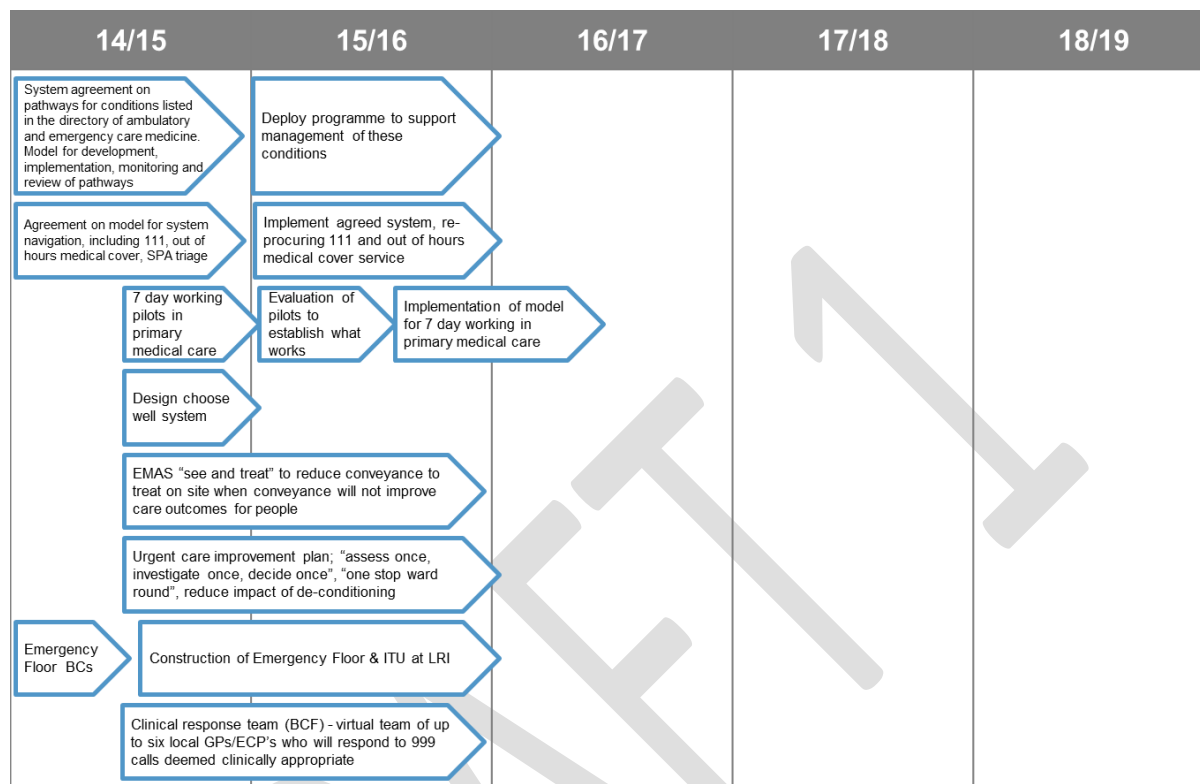 14/15 15/16 16/17 17/18 18/19
System agreement on
pathways for conditions listed
in the directory of ambulatory
and emergency care medicine.
Model for development,
implementation, monitoring and
review of pathways
Deploy programme to support
management of these
conditions
Agreement on model for system
navigation, including 111, out of
hours medical cover, SPA triage
Implement agreed system, re-
procuring 111 and out of hours
medical cover service
7 day working
pilots in
primary
medical care
Evaluation of
pilots to
establish what
works
Implementation of model
for 7 day working in
primary medical care
Design choose
well system
EMAS “see and treat” to reduce conveyance to
treat on site when conveyance will not improve
care outcomes for people
Urgent care improvement plan; “assess once,
investigate once, decide once”, “one stop ward
round”, reduce impact of de-conditioning
Emergency
Floor BCs
Construction of Emergency Floor & ITU at LRI
Clinical response team (BCF) - virtual team of up
to six local GPs/ECP’s who will respond to 999
calls deemed clinically appropriate